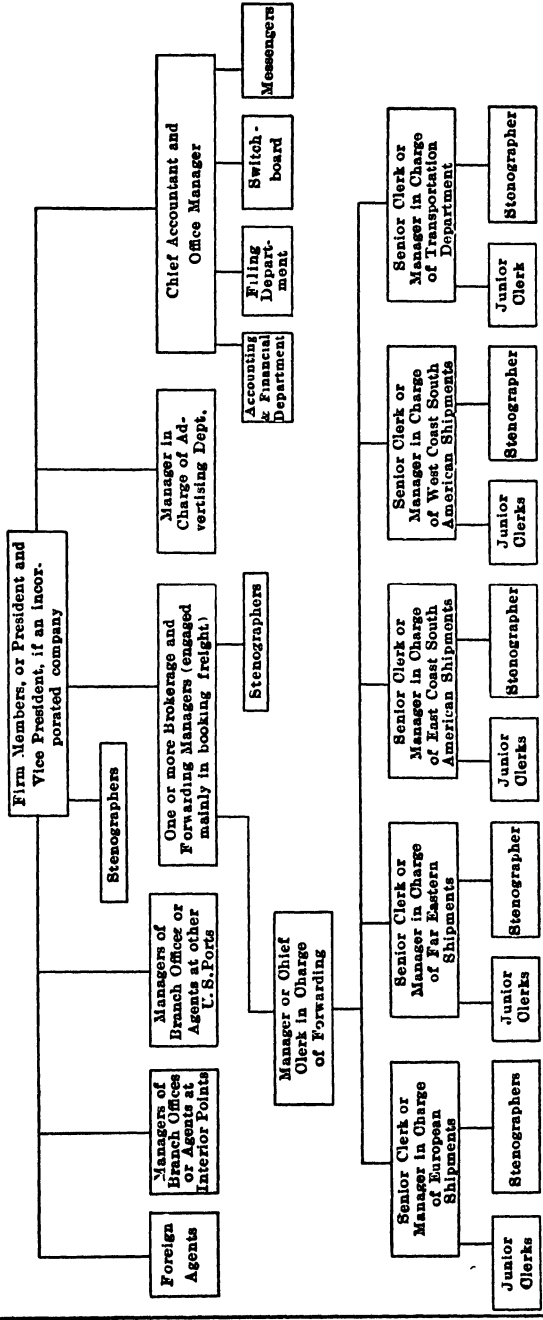 Firm Members, or President and
Vice President, if an incor-
porated company
Stenographers
Foreign
Agents
Managers of
Branch Offices
or Agents at
Interior Points
Managers of
Branch Offices or
Agents at other
U.S.Ports
One or more Brokerage and
Forwarding Managers (engaged
mainly in booking freight)
Manager in
Charge of Ad-
vertising Dept.
Chief Accountant and
Office Manager
Stenographers
Accounting
& Financial
Department
Filing
Depart-
ment
Switch-
board
Messengers
Manager or Chief
Clerk in Charge
of Forwarding
Senior Clerk or
Manager in Charge
of European
Shipments
Senior Clerk or
Manager in Charge
of Far Eastern
Shipments
Senior Clerk or
Manager in Charge
of East Coast South
American Shipments
Senior Clerk or
Manager in Charge
of West Coast South
American Shipments
Senior Clerk or
Manager in Charge
of Transportation
Department
Junior
Clerks
Stenographers
Junior
Clerks
Stenographer
Junior
Clerks
Stenographer
Junior
Clerks
Stenographer
Junior
Clerk
Stenographer